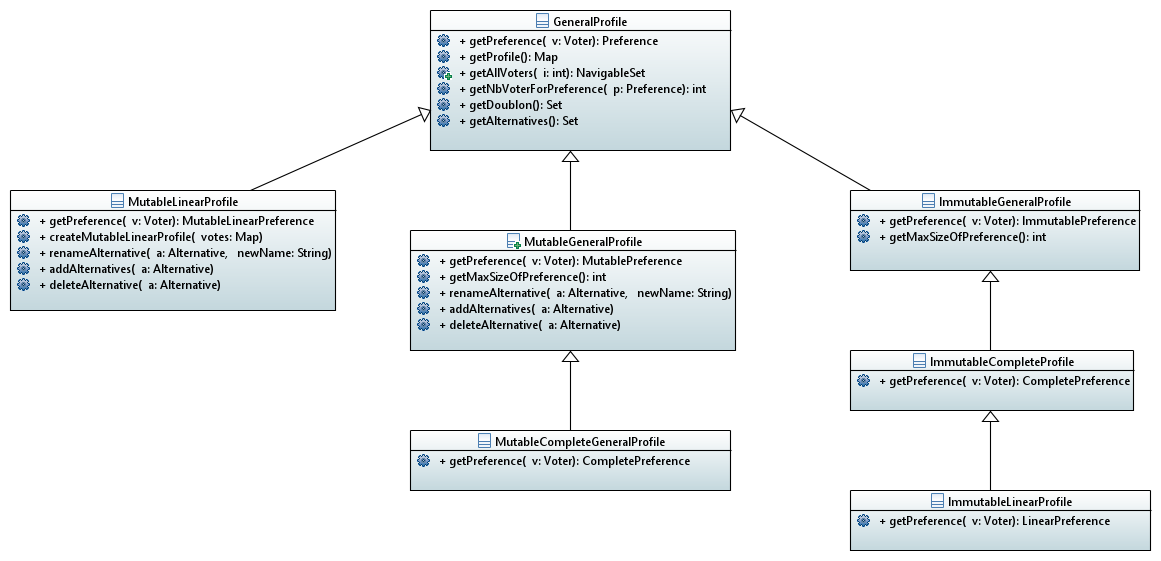 GeneralProfile
+ getPreference( v: Voter): Preference
+ getProfile(): Map
+ getAllVoters( i: int): NavigableSet
+ getNbVoterForPreference( p: Preference): int
+ getDoublon(): Set
+ getAlternatives(): Set
MutableLinearProfile
+ getPreference( v: Voter): MutableLinearPreference
+ createMutableLinearProfile( votes: Map)
+ renameAlternative( a: Alternative, newName: String)
+ addAlternatives( a: Alternative)
+ deleteAlternative( a: Alternative)
MutableGeneralProfile
+ getPreference( v: Voter): MutablePreference
+ getMaxSizeOfPreference(): int
+ renameAlternative( a: Alternative, newName: String)
+ addAlternatives( a: Alternative)
+ deleteAlternative( a: Alternative)
MutableCompleteGeneralProfile
+ getPreference( v: Voter): CompletePreference
ImmutableGeneralProfile
+ getPreference( v: Voter): ImmutablePreference
+ getMaxSizeOfPreference(): int
ImmutableCompleteProfile
+ getPreference( v: Voter): CompletePreference
ImmutableLinearProfile
+ getPreference( v: Voter): LinearPreference